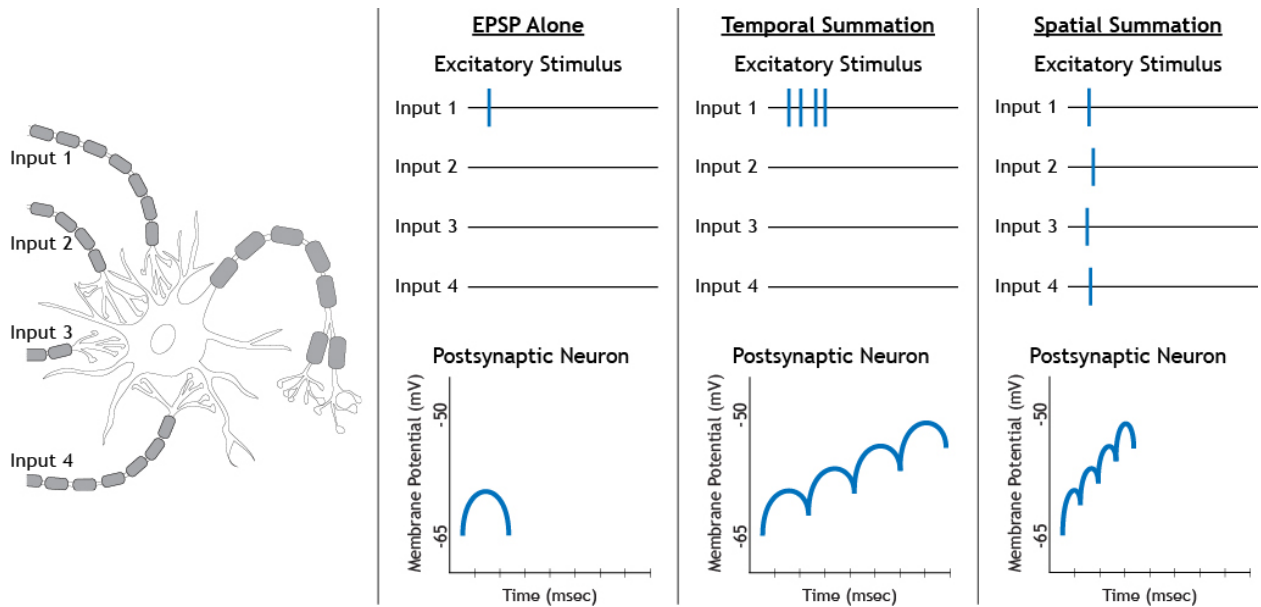 Input 1
Input 2
Input 3
Input 4
EPSP Alone
Excitatory Stimulus
Input 1
Input 2
Input 3
Input 4
Postsynaptic Neuron
Membrane Potential (mV)
-50
-65
Time (msec)
Temporal Summation
Excitatory Stimulus
Input 1
Input 2
Input 3
Input 4
Postsynaptic Neuron
Membrane Potential (mV)
-50
-65
Time (msec)
Spatial Summation
Excitatory Stimulus
Input 1
Input 2
Input 3
Input 4
Postsynaptic Neuron
Membrane Potential (mV)
-50
-65
Time (msec)